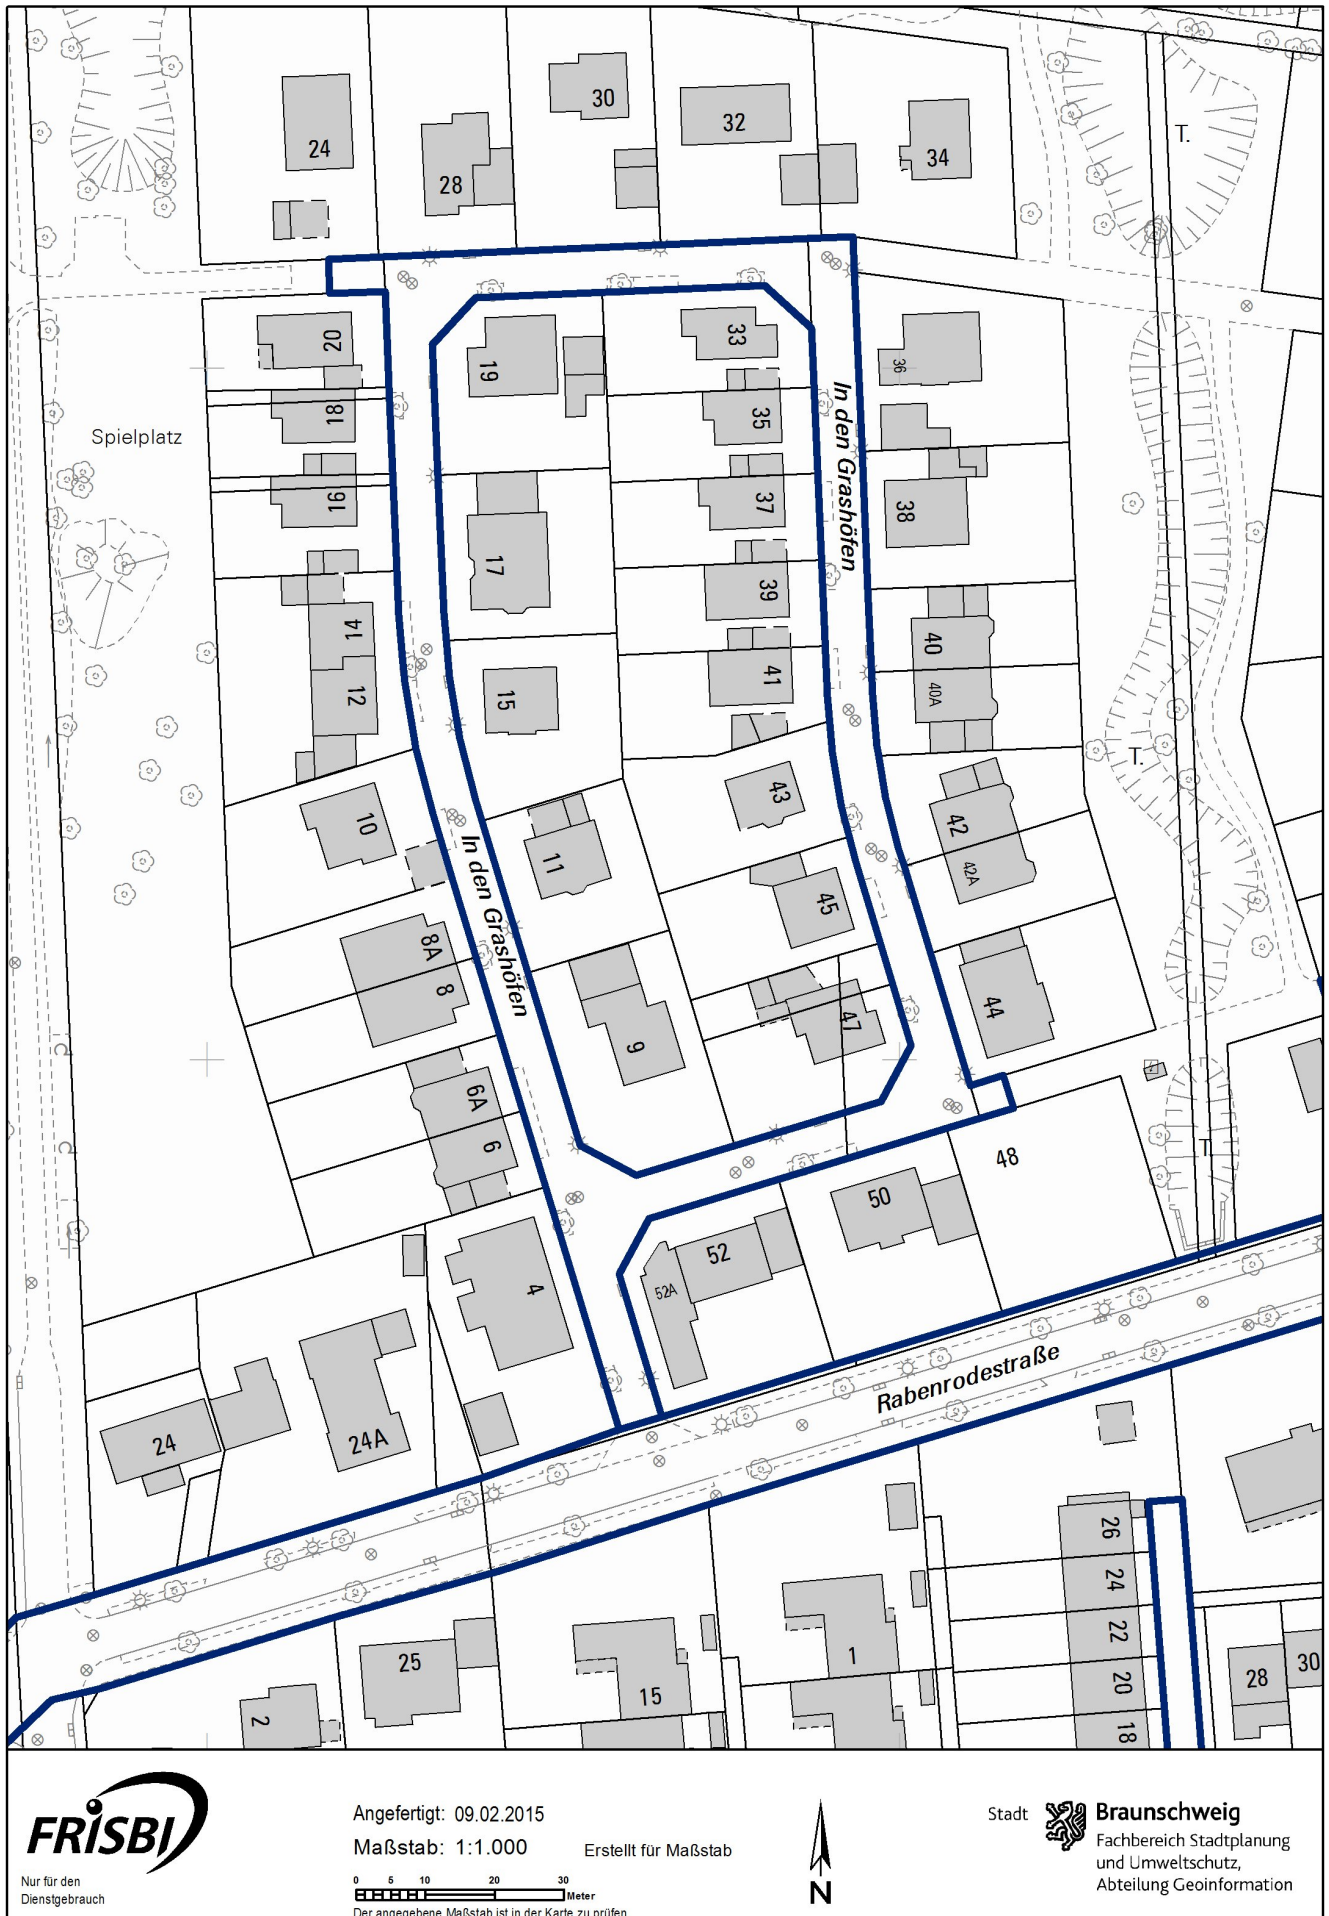 30
32
24
34
28
T.
20
19
33
36
18
35
In den Grashöfen
Spielplatz
16
37
38
17
39
14
40
41
12
15
40A
T.
43
10
42
In den Grashöfen
11
42A
45
8A
8
44
47
9
6A
6
48
50
52
4
52A
Rabenrodestraße
24
24A
26
24
22
25
1
20
28
30
15
2
18
T
FRISBI
Nur für den
Dienstgebrauch
Angefertigt: 09.02.2015
Maßstab: 1:1.000
Erstellt für Maßstab
0 5 10 20 30
Meter
Der angegebene Maßstab ist in der Karte zu prüfen
N
Stadt
Braunschweig
Fachbereich Stadtplanung
und Umweltschutz,
Abteilung Geoinformation